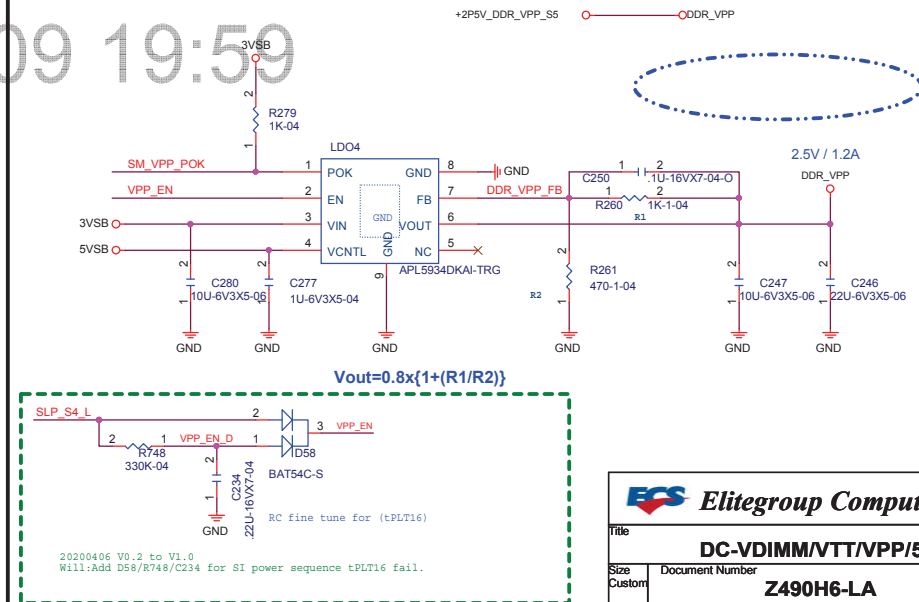 +2P5V_DDR_VPP_S5 DDR_VPP
09 19:59
3VSB
2
R279
1K-04
1
LDO4
SM_VPP_POK 1 POK GND 8 GND
VPP_EN 2 EN FB 7 DDR_VPP_FB
3VSB 3 VIN GND VOUT 6
5VSB 4 VCNTL GND NC 5
9
APL5934DKAI-TRG
1 2
C250 .1U-16VX7-04-O
1 2
R260 1K-1-04
R1
2.5V / 1.2A
DDR_VPP
2
C280
10U-6V3X5-06
1
GND
2
C277
1U-6V3X5-04
1
GND
GND
2
R261
R2 470-1-04
1
GND
2
C247
10U-6V3X5-06
1
GND
2
C246
22U-6V3X5-06
1
GND
Vout=0.8x{1+(R1/R2)}
SLP_S4_L 2
3 VPP_EN
2 1 VPP_EN_D 1
R748 D58
330K-04 BAT54C-S
2
C234
.22U-16VX7-04
1
GND
RC fine tune for (tPLT16)
20200406 V0.2 to V1.0
Will:Add D58/R748/C234 for SI power sequence tPLT16 fail.
ECS Elitegroup Comput
Title
DC-VDIMM/VTT/VPP/5
Size Document Number
Custom Z490H6-LA